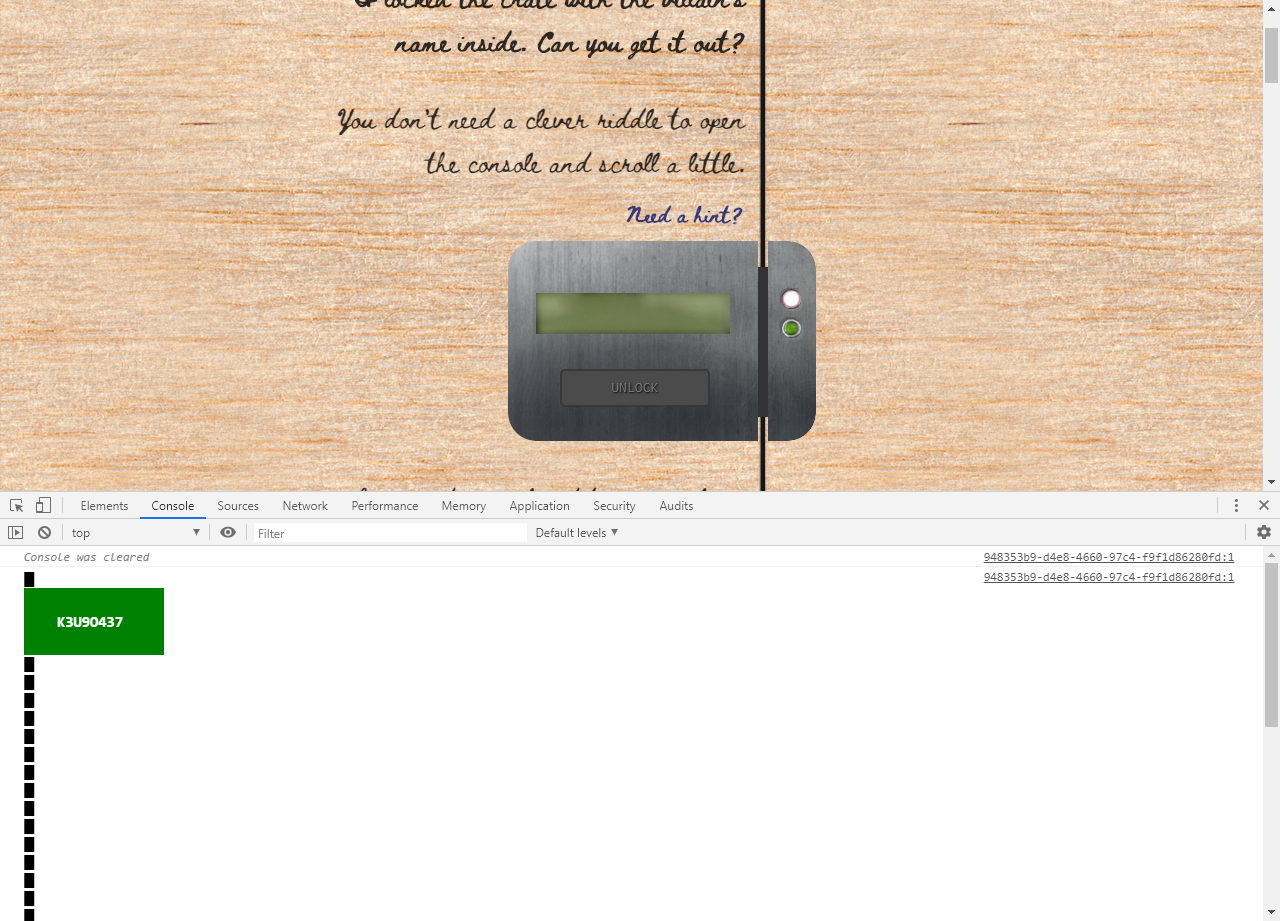 I locked the crate with the villain's
name inside. Can you get it out?
You don't need a clever riddle to open
the console and scroll a little.
Need a hint?
UNLOCK
Elements Console Sources Network Performance Memory Application Security Audits
top Filter Default levels
Console was cleared 948353b9-d4e8-4660-97c4-f9f1d86280fd:1
948353b9-d4e8-4660-97c4-f9f1d86280fd:1
K3U90437